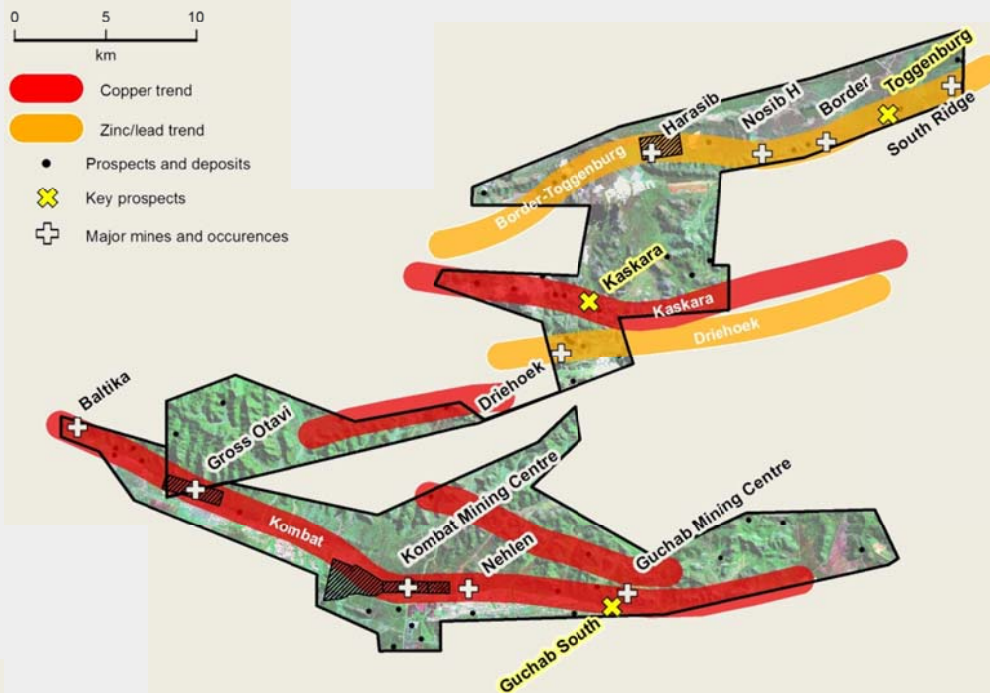 0 5 10
km
Copper trend
Zinc/lead trend
Prospects and deposits
Key prospects
Major mines and occurences
Toggenburg
Border
Nosib H
Harasib
South Ridge
Border-Toggenburg
Kaskara
Kaskara
Driehoek
Driehoek
Baltika
Gross Otavi
Kombat
Kombat Mining Centre
Nehlen
Guchab Mining Centre
Guchab South